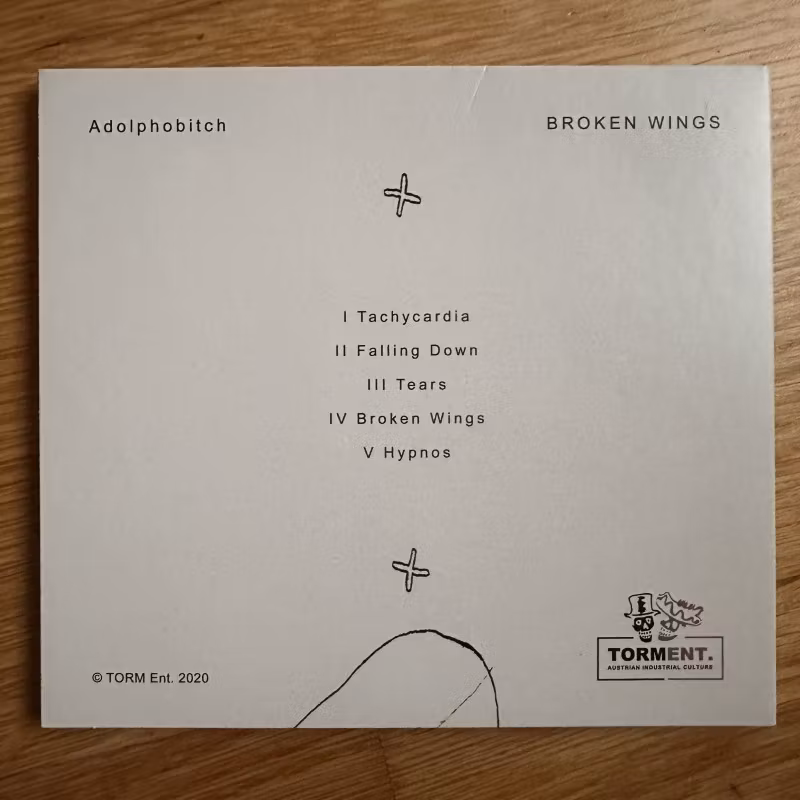 Adolphobitch
BROKEN WINGS
I Tachycardia
II Falling Down
III Tears
IV Broken Wings
V Hypnos
© TORM Ent. 2020
TORMENT.
AUSTRIAN INDUSTRIAL CULTURE